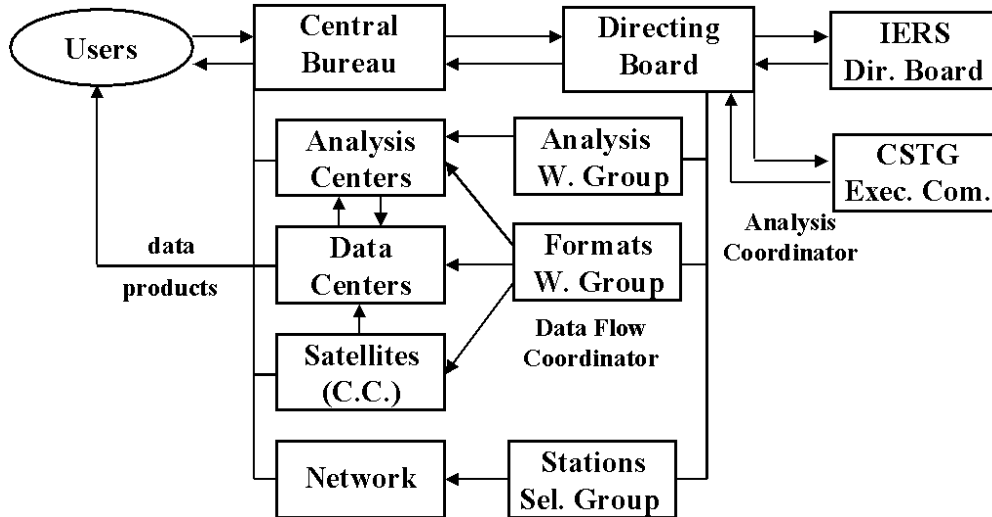 Users
Central
Bureau
Directing
Board
IERS
Dir. Board
Analysis
Centers
Analysis
W. Group
CSTG
Exec. Com.
Analysis
Coordinator
data
products
Data
Centers
Formats
W. Group
Data Flow
Coordinator
Satellites
(C.C.)
Network
Stations
Sel. Group